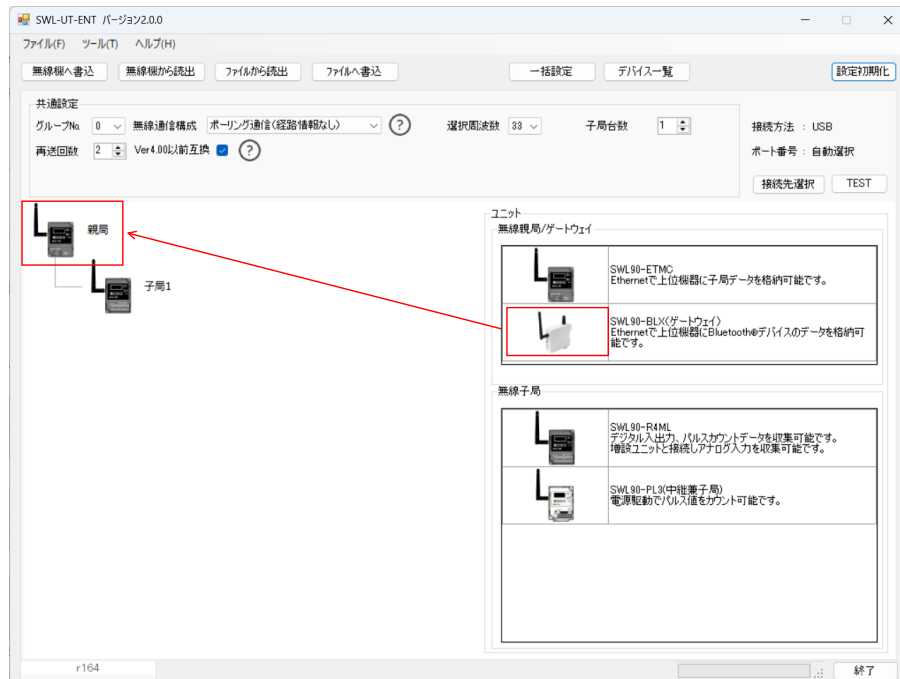 SWL-UT-ENT バージョン2.0.0
ファイル(F) ツール(T) ヘルプ(H)
無線機へ書込 無線機から読出 ファイルから読出 ファイルへ書込 一括設定 デバイス一覧 設定初期化
共通設定
グループNo. 0 無線通信構成 ポーリング通信(経路情報なし) ? 選択周波数 33 子局台数 1 接続方法 : USB
再送回数 2 Ver4.00以前互換 ? ポート番号 : 自動選択
接続先選択 TEST
親局
子局1
ユニット
無線親局/ゲートウェイ
SWL90-ETMC
Ethernetで上位機器に子局データを格納可能です。
SWL90-BLX(ゲートウェイ)
Ethernetで上位機器にBluetooth®デバイスのデータを格納可
能です。
無線子局
SWL90-R4ML
デジタル入出力、パルスカウントデータを収集可能です。
増設ユニットと接続しアナログ入力を収集可能です。
SWL90-PL3(中継兼子局)
電源駆動でパルス値をカウント可能です。
r164 終了